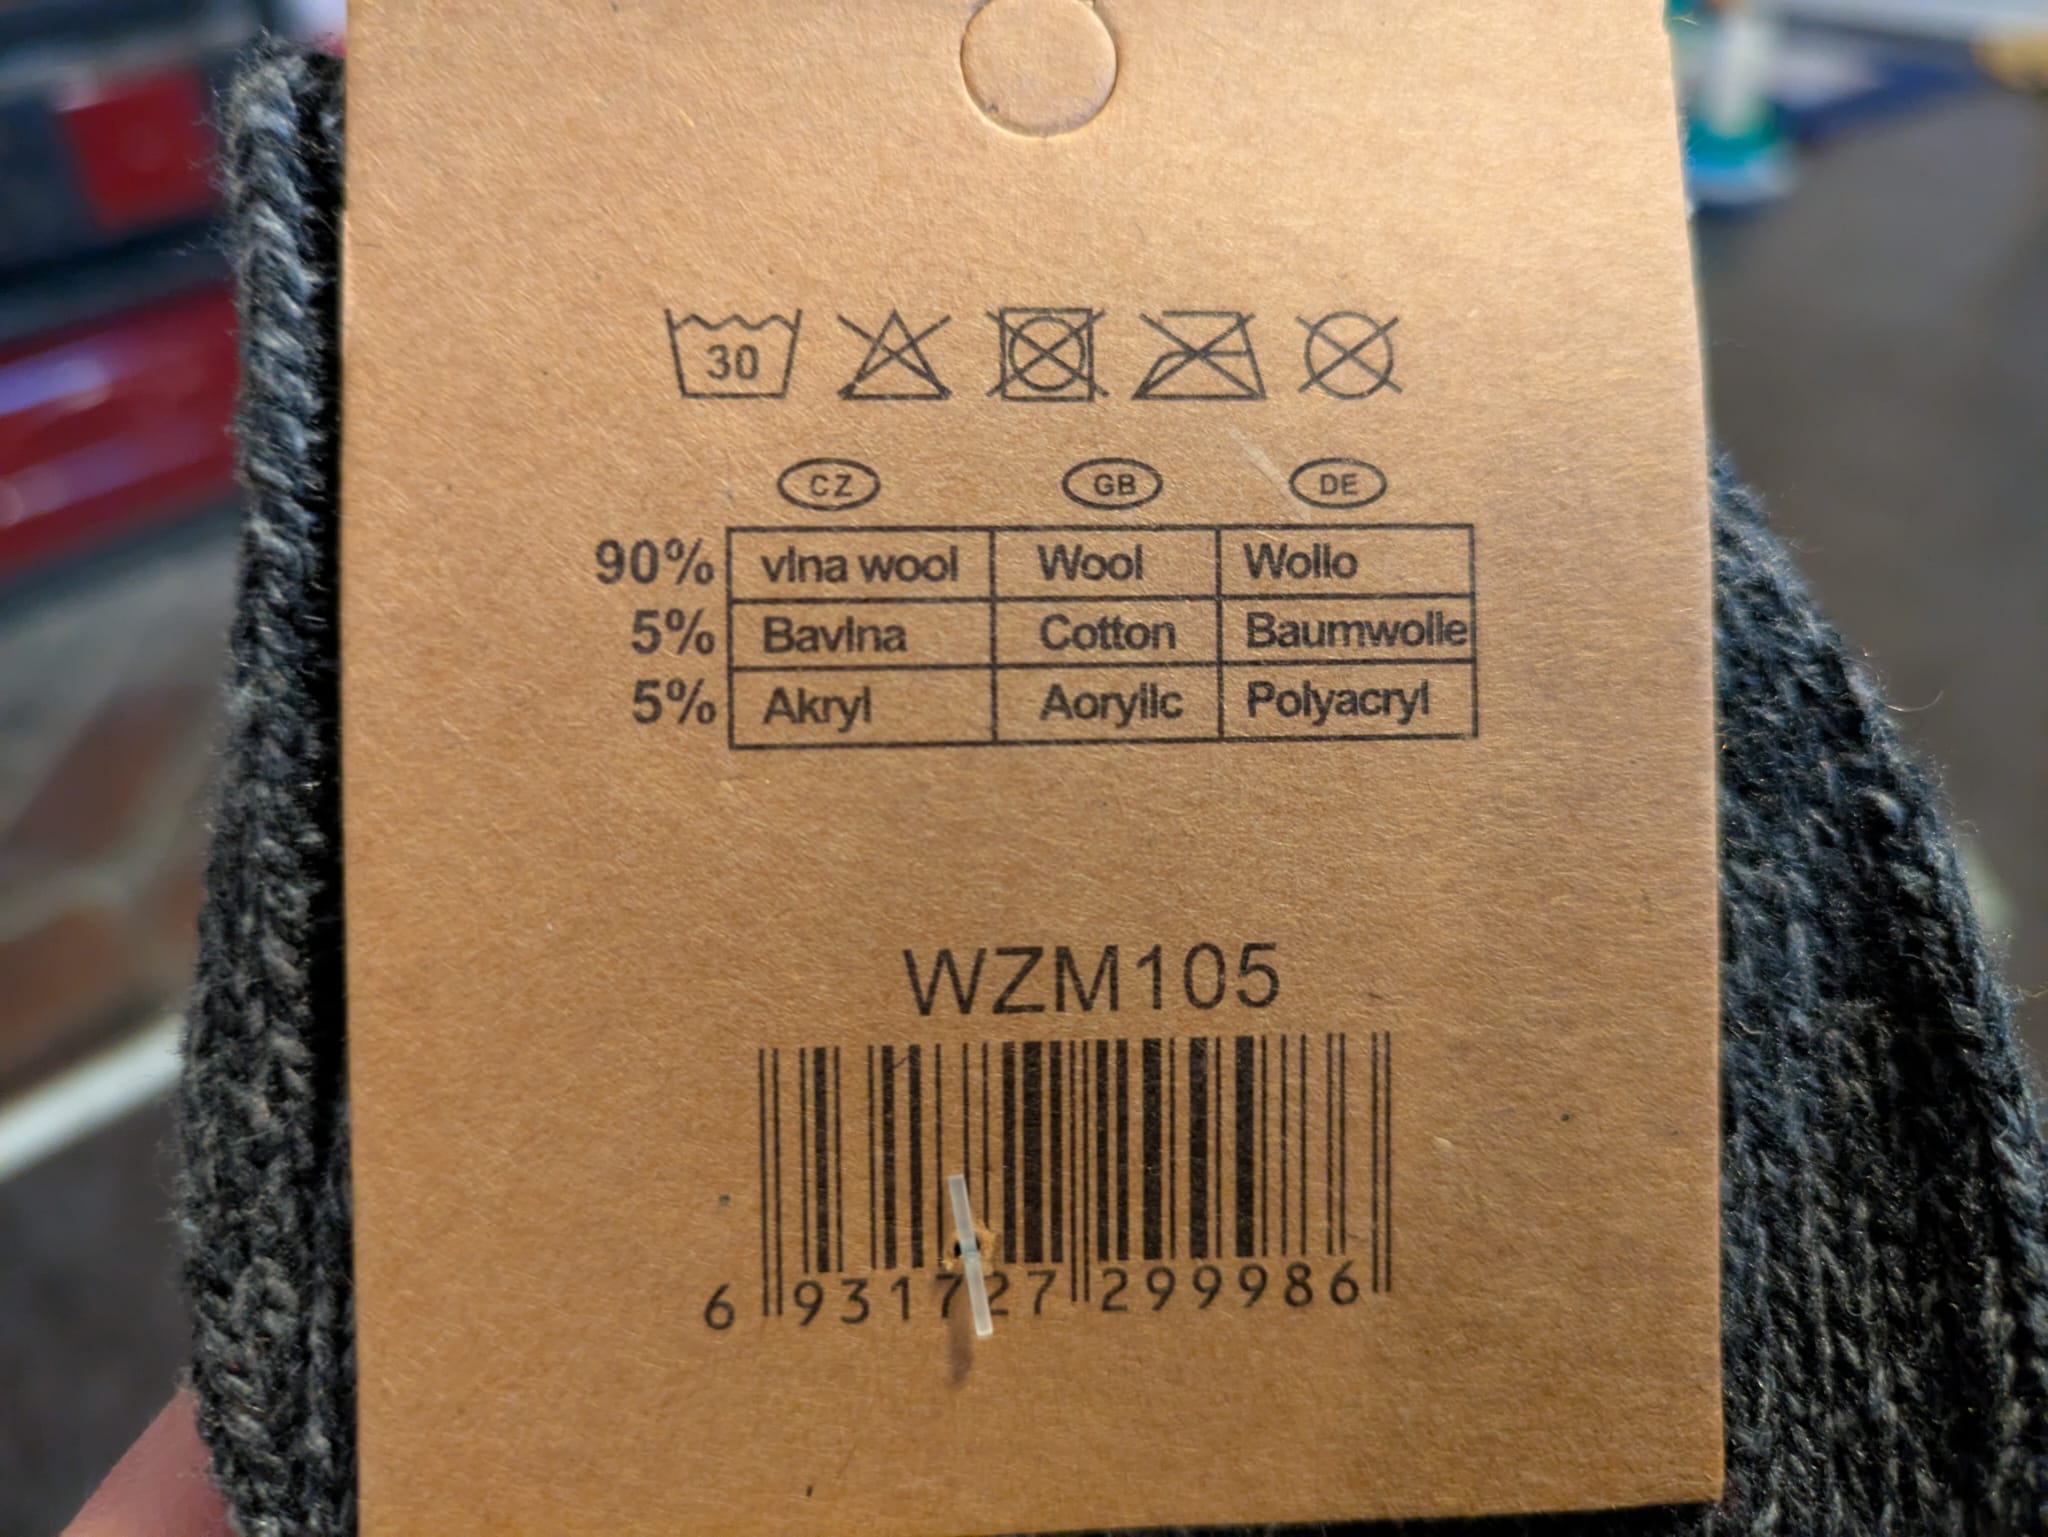 30
CZ GB DE
90% vlna wool Wool Wollo
5% Bavlna Cotton Baumwolle
5% Akryl Aoryllc Polyacryl
WZM105
6 931727 299986